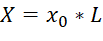 X = x₀ * L